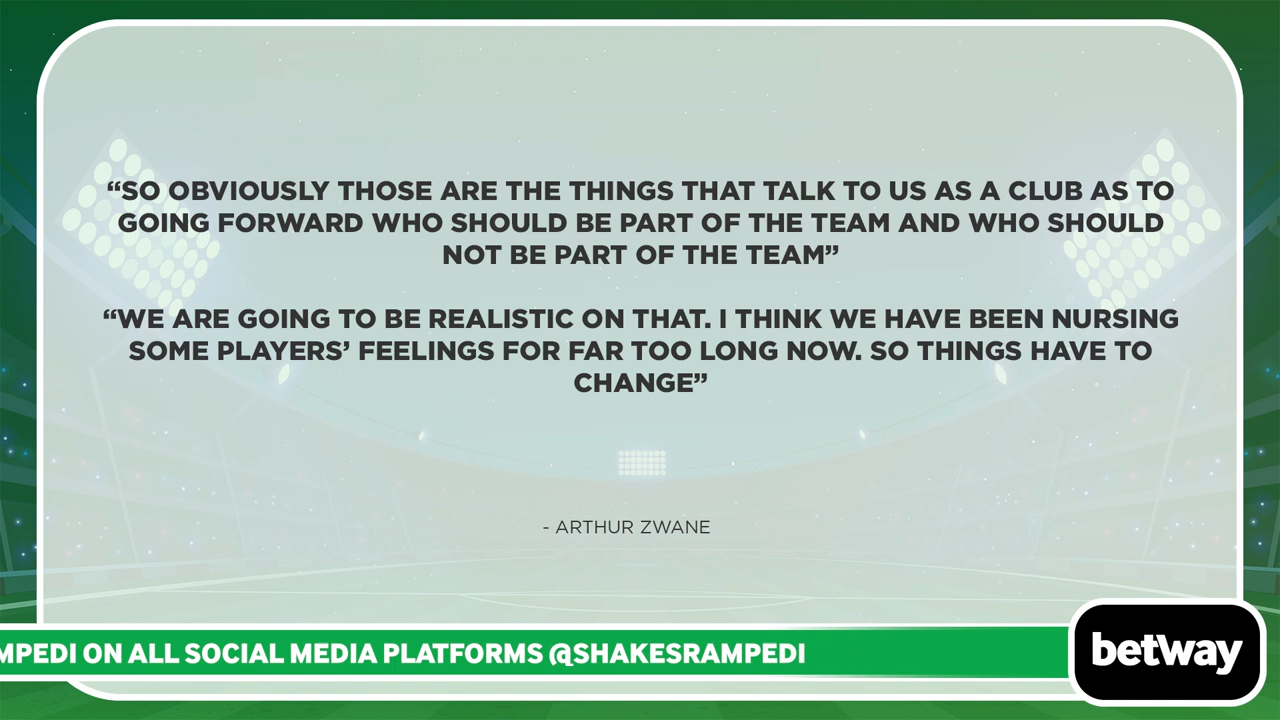 “SO OBVIOUSLY THOSE ARE THE THINGS THAT TALK TO US AS A CLUB AS TO
GOING FORWARD WHO SHOULD BE PART OF THE TEAM AND WHO SHOULD
NOT BE PART OF THE TEAM”
“WE ARE GOING TO BE REALISTIC ON THAT. I THINK WE HAVE BEEN NURSING
SOME PLAYERS’ FEELINGS FOR FAR TOO LONG NOW. SO THINGS HAVE TO
CHANGE”
- ARTHUR ZWANE
MPEDI ON ALL SOCIAL MEDIA PLATFORMS @SHAKESRAMPEDI
betway